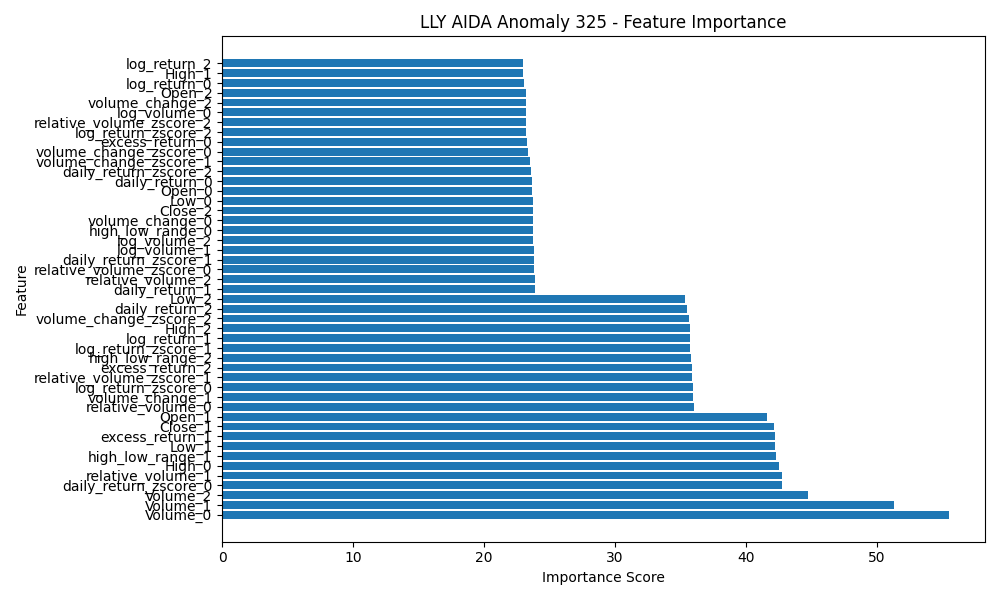 LLY AIDA Anomaly 325 - Feature Importance
log_return_2
High_1
log_return_0
Open_2
volume_change_2
log_volume_0
relative_volume_zscore_2
log_return_zscore_2
excess_return_0
volume_change_zscore_0
volume_change_zscore_1
daily_return_zscore_2
daily_return_0
Open_0
Low_0
Close_2
volume_change_0
high_low_range_0
log_volume_2
log_volume_1
daily_return_zscore_1
relative_volume_zscore_0
relative_volume_2
daily_return_1
Low_2
daily_return_2
volume_change_zscore_2
High_2
log_return_1
log_return_zscore_1
high_low_range_2
excess_return_2
relative_volume_zscore_1
log_return_zscore_0
volume_change_1
relative_volume_0
Open_1
Close_1
excess_return_1
Low_1
high_low_range_1
High_0
relative_volume_1
daily_return_zscore_0
Volume_2
Volume_1
Volume_0
Feature
0 10 20 30 40 50
Importance Score